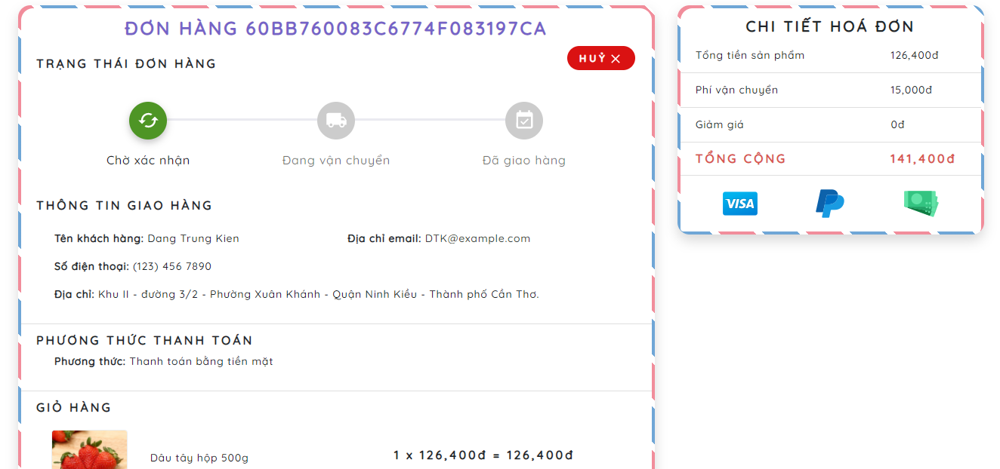 ĐƠN HÀNG 60BB760083C6774F083197CA
TRẠNG THÁI ĐƠN HÀNG
HUỶ
Chờ xác nhận
Đang vận chuyển
Đã giao hàng
THÔNG TIN GIAO HÀNG
Tên khách hàng: Dang Trung Kien
Địa chỉ email: DTK@example.com
Số điện thoại: (123) 456 7890
Địa chỉ: Khu II - đường 3/2 - Phường Xuân Khánh - Quận Ninh Kiều - Thành phố Cần Thơ.
PHƯƠNG THỨC THANH TOÁN
Phương thức: Thanh toán bằng tiền mặt
GIỎ HÀNG
Dâu tây hộp 500g
1 x 126,400đ = 126,400đ
CHI TIẾT HOÁ ĐƠN
Tổng tiền sản phẩm 126,400đ
Phí vận chuyển 15,000đ
Giảm giá 0đ
TỔNG CỘNG 141,400đ
VISA